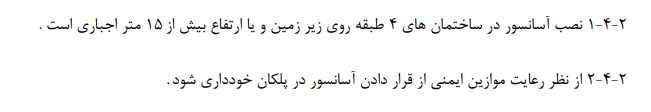 ۱-۴-۲ نصب آسانسور در ساختمان های ۴ طبقه روی زیر زمین و یا ارتفاع بیش از ۱۵ متر اجباری است .
۲-۴-۲ از نظر رعایت موازین ایمنی از قرار دادن آسانسور در پلکان خودداری شود.